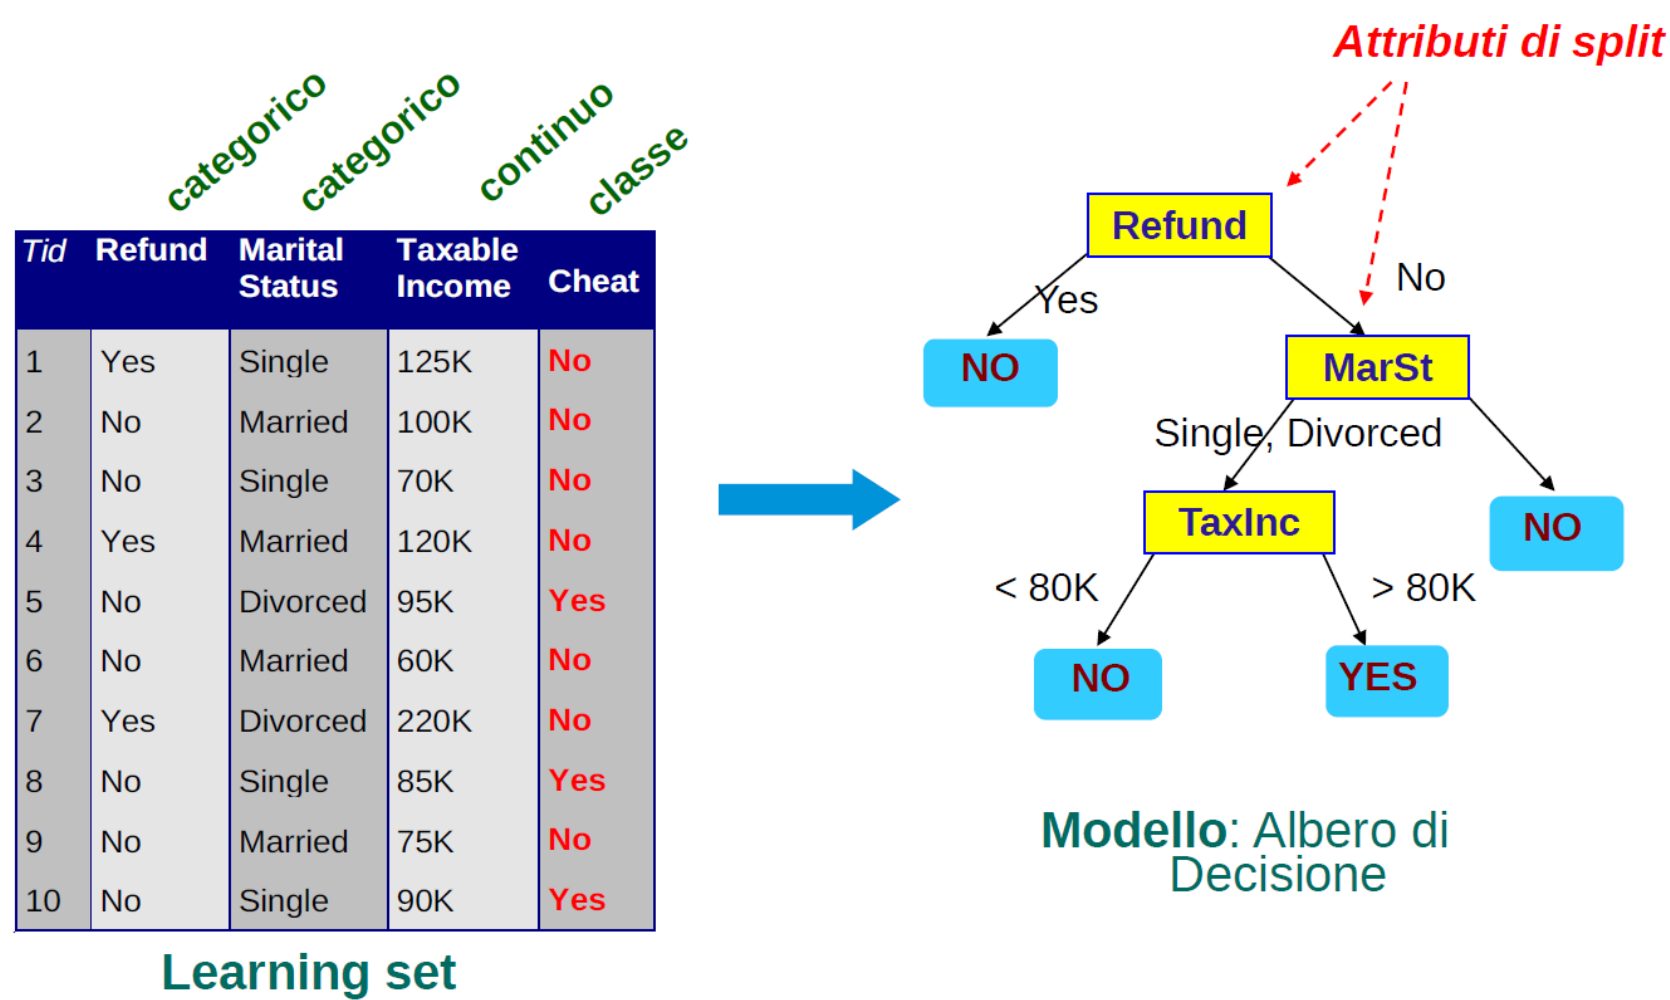 Attributi di split
categorico
categorico
continuo
classe
Tid Refund Marital Status Taxable Income Cheat
1 Yes Single 125K No
2 No Married 100K No
3 No Single 70K No
4 Yes Married 120K No
5 No Divorced 95K Yes
6 No Married 60K No
7 Yes Divorced 220K No
8 No Single 85K Yes
9 No Married 75K No
10 No Single 90K Yes
Learning set
Refund
Yes
No
NO
MarSt
Single, Divorced
TaxInc
NO
< 80K
> 80K
NO
YES
Modello: Albero di
Decisione